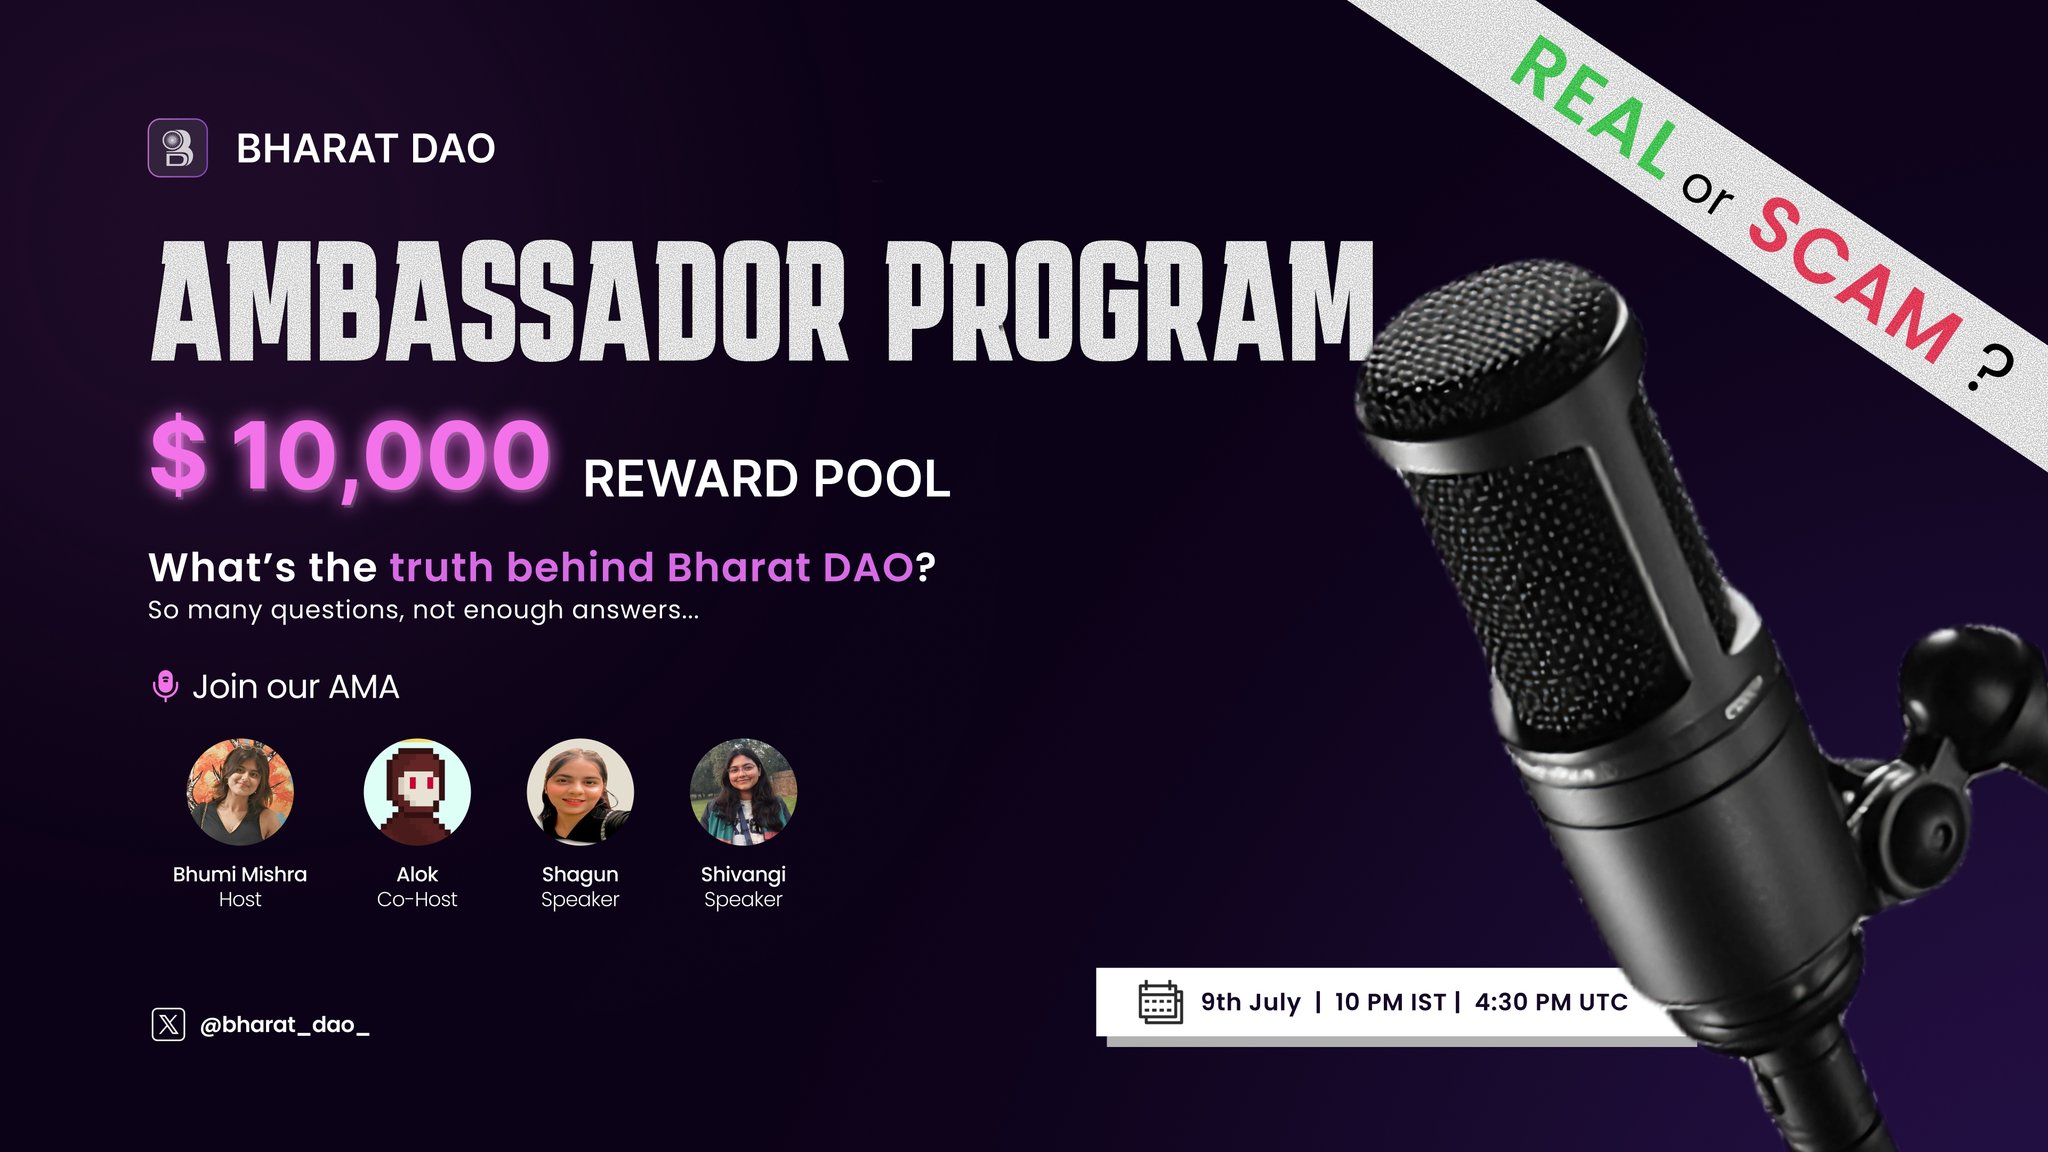 BHARAT DAO
REAL or SCAM ?
AMBASSADOR PROGRAM
$ 10,000 REWARD POOL
What's the truth behind Bharat DAO?
So many questions, not enough answers...
Join our AMA
Bhumi Mishra
Host
Alok
Co-Host
Shagun
Speaker
Shivangi
Speaker
9th July | 10 PM IST | 4:30 PM UTC
@bharat_dao_